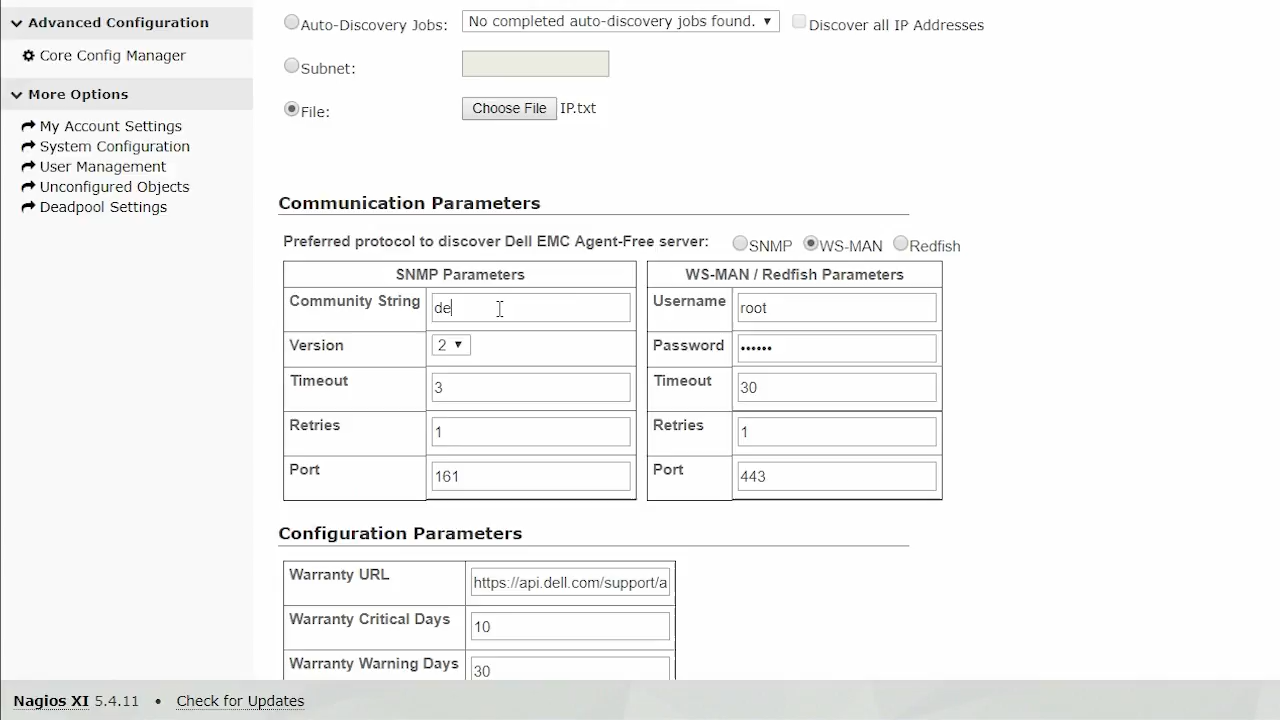 Advanced Configuration
Core Config Manager
More Options
My Account Settings
System Configuration
User Management
Unconfigured Objects
Deadpool Settings
Auto-Discovery Jobs: No completed auto-discovery jobs found. Discover all IP Addresses
Subnet:
File: Choose File IP.txt
Communication Parameters
Preferred protocol to discover Dell EMC Agent-Free server: SNMP WS-MAN Redfish
SNMP Parameters
Community String de
Version 2
Timeout 3
Retries 1
Port 161
WS-MAN / Redfish Parameters
Username root
Password ••••••
Timeout 30
Retries 1
Port 443
Configuration Parameters
Warranty URL https://api.dell.com/support/a
Warranty Critical Days 10
Warranty Warning Days 30
Nagios XI 5.4.11 • Check for Updates